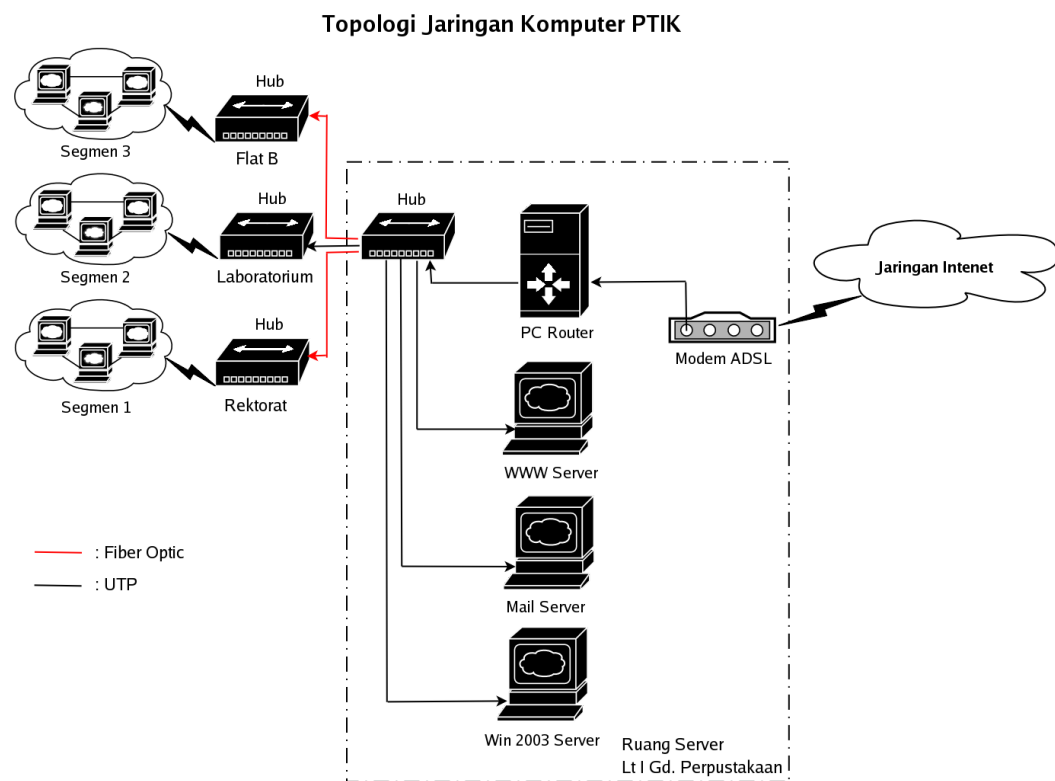 Topologi Jaringan Komputer PTIK
Hub
Segmen 3
Flat B
Hub
Hub
Segmen 2
Laboratorium
Jaringan Intenet
Hub
PC Router
Modem ADSL
Segmen 1
Rektorat
WWW Server
: Fiber Optic
: UTP
Mail Server
Win 2003 Server
Ruang Server
Lt I Gd. Perpustakaan